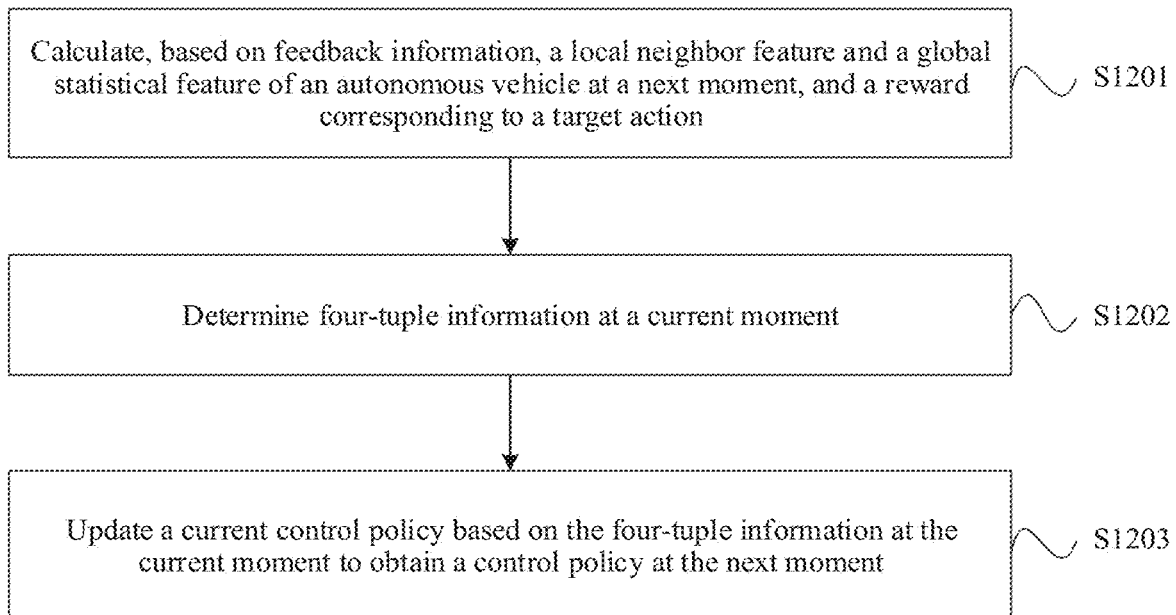 Calculate, based on feedback information, a local neighbor feature and a global
statistical feature of an autonomous vehicle at a next moment, and a reward
corresponding to a target action
S1201
Determine four-tuple information at a current moment
S1202
Update a current control policy based on the four-tuple information at the
current moment to obtain a control policy at the next moment
S1203